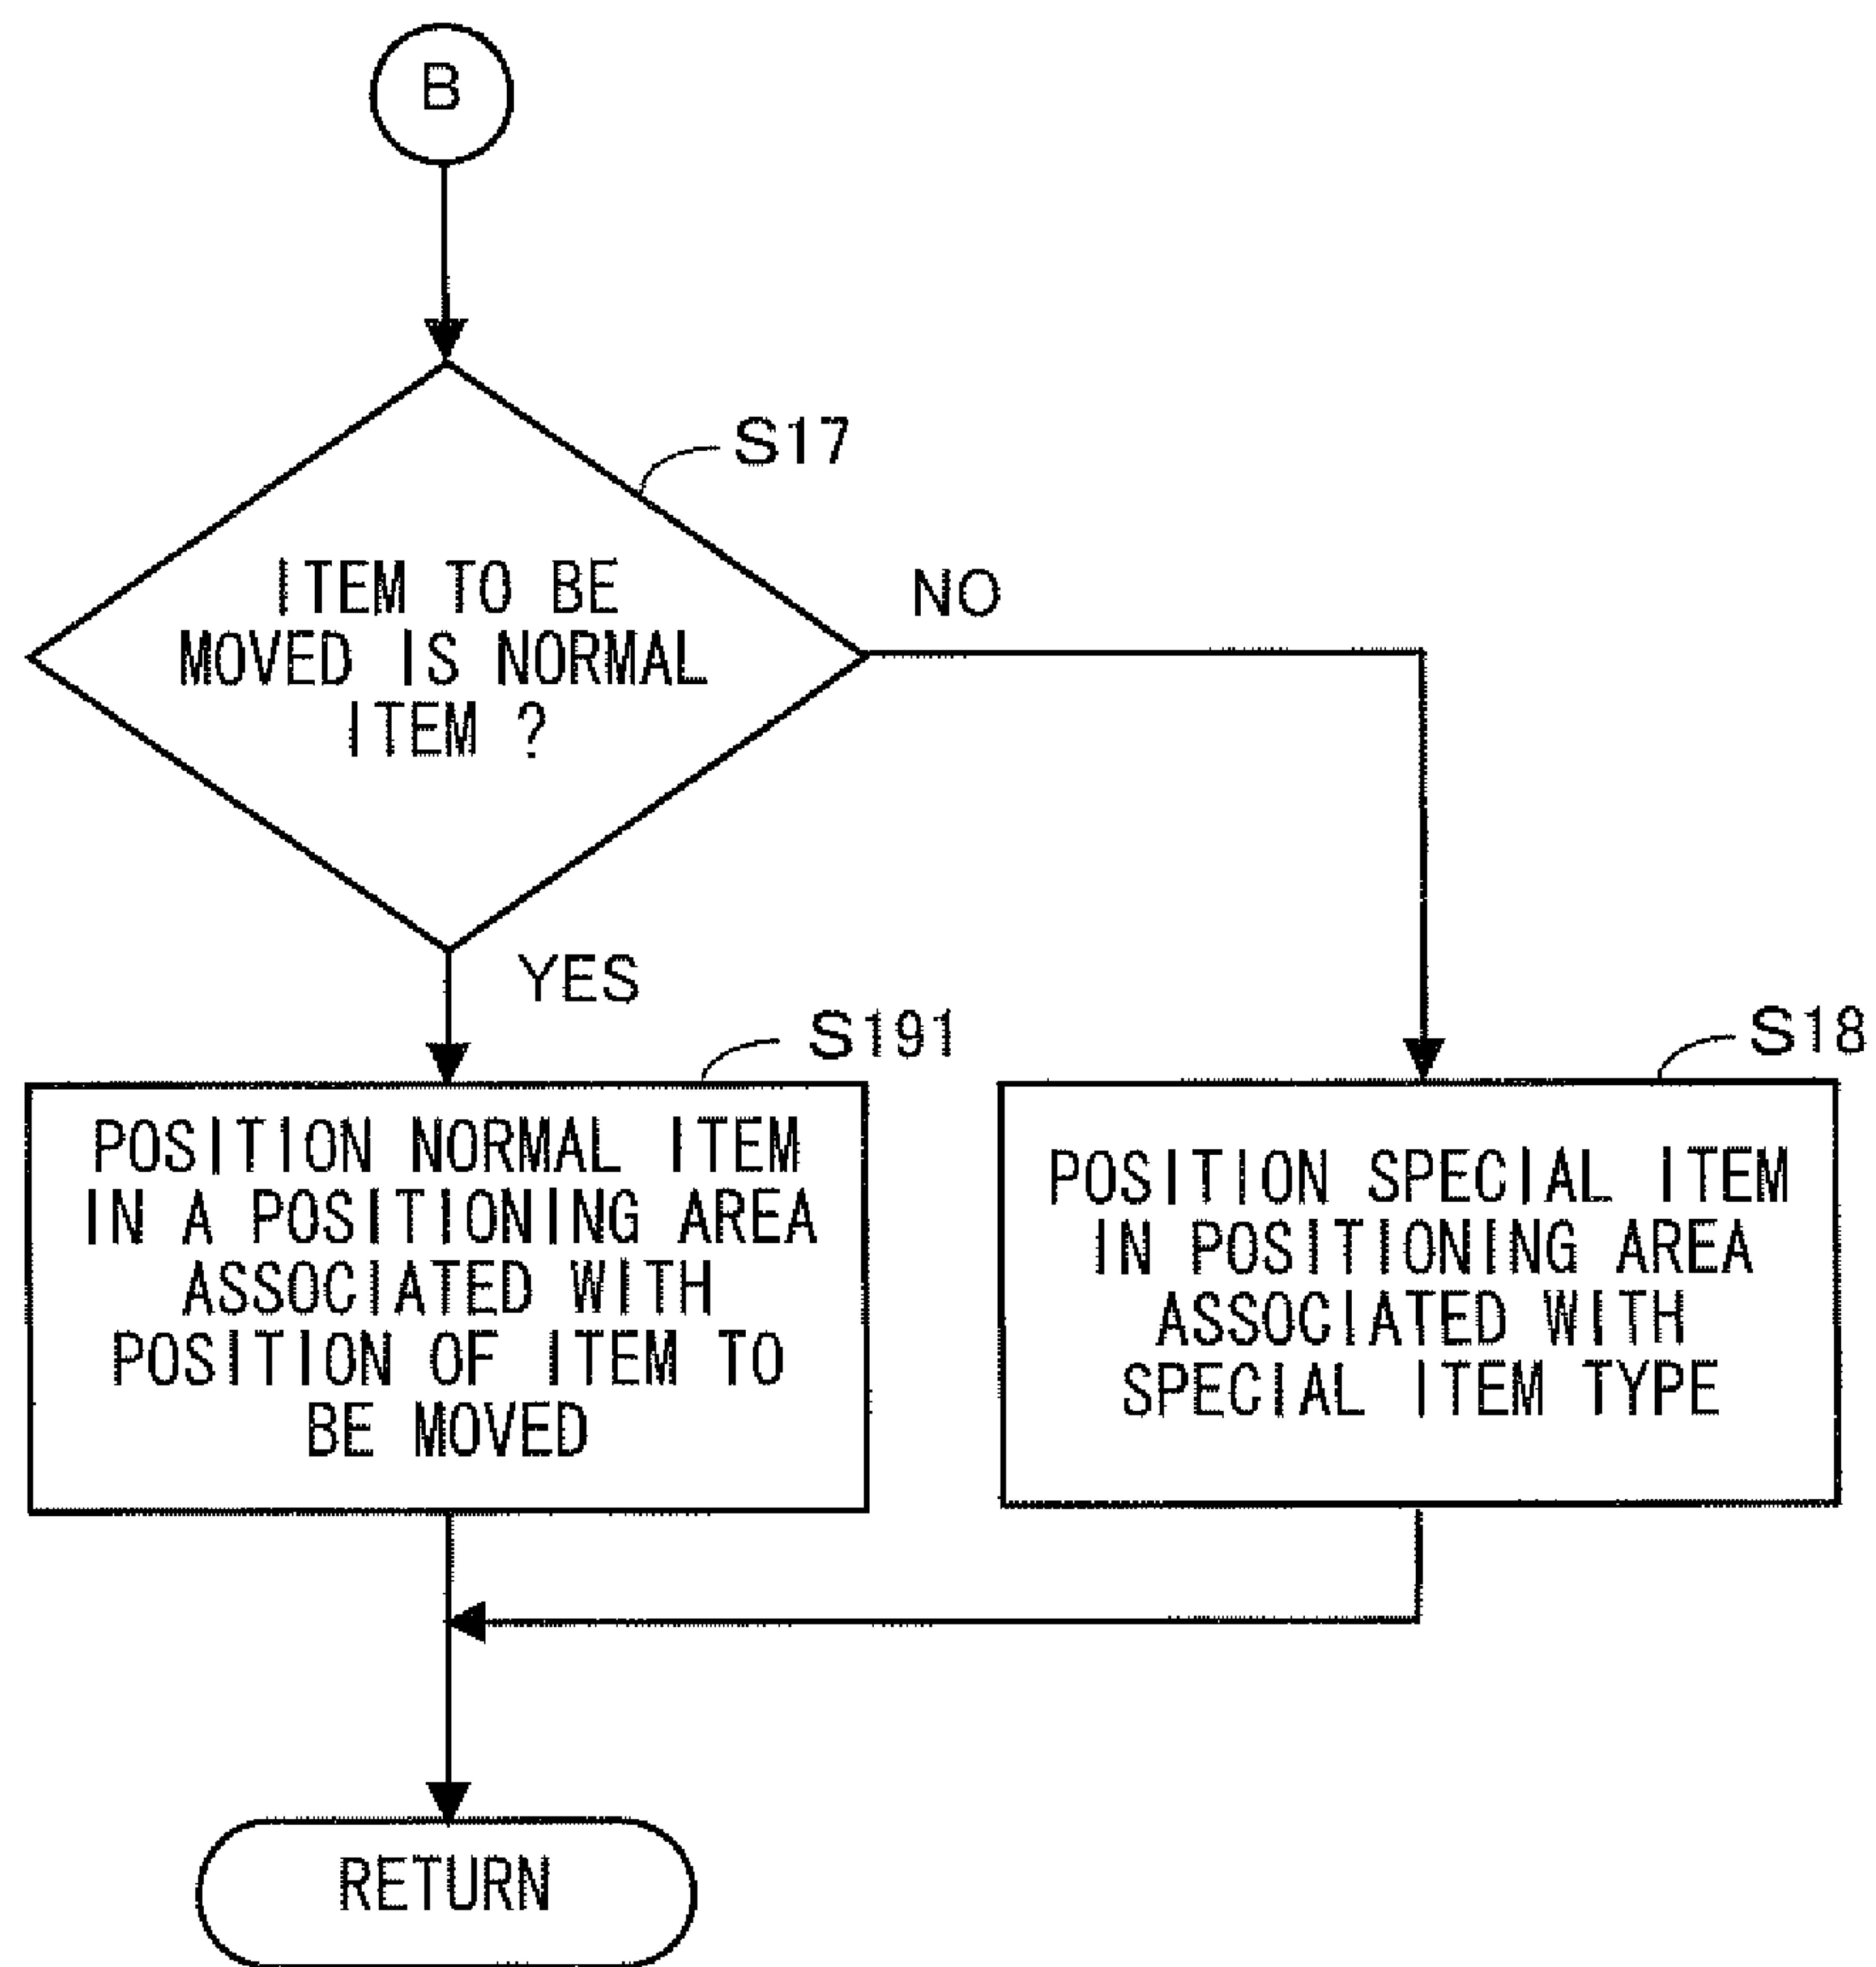 B
S17
ITEM TO BE
MOVED IS NORMAL
ITEM ?
NO
YES
S191
POSITION NORMAL ITEM
IN A POSITIONING AREA
ASSOCIATED WITH
POSITION OF ITEM TO
BE MOVED
S18
POSITION SPECIAL ITEM
IN POSITIONING AREA
ASSOCIATED WITH
SPECIAL ITEM TYPE
RETURN